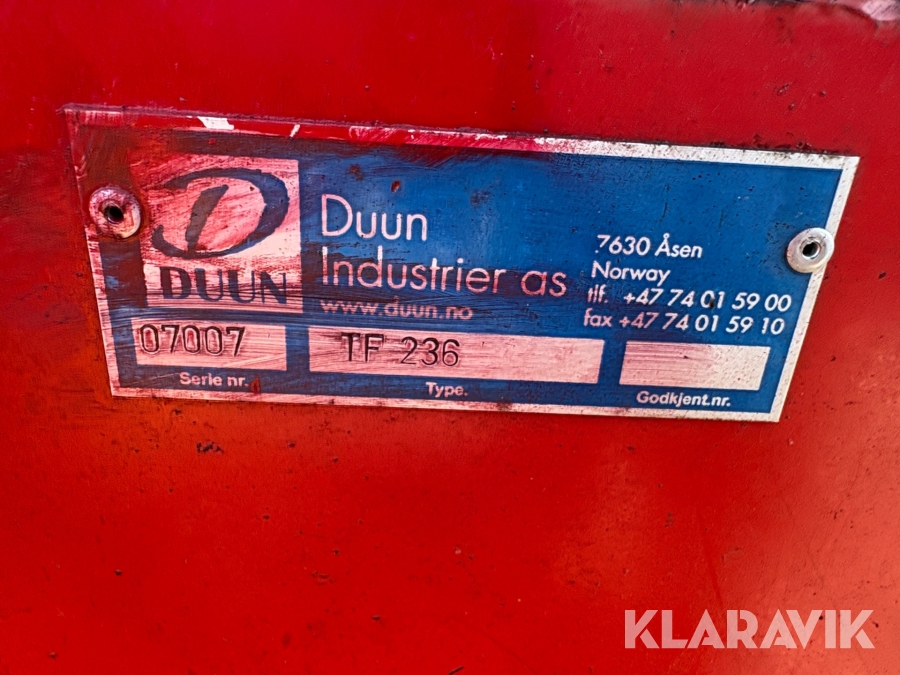 D
DUUN
Duun
Industrier as
www.duun.no
7630 Åsen
Norway
tlf. +47 74 01 59 00
fax +47 74 01 59 10
07007
TF 236
Serie nr.
Type.
Godkjent.nr.
KLARAVIK